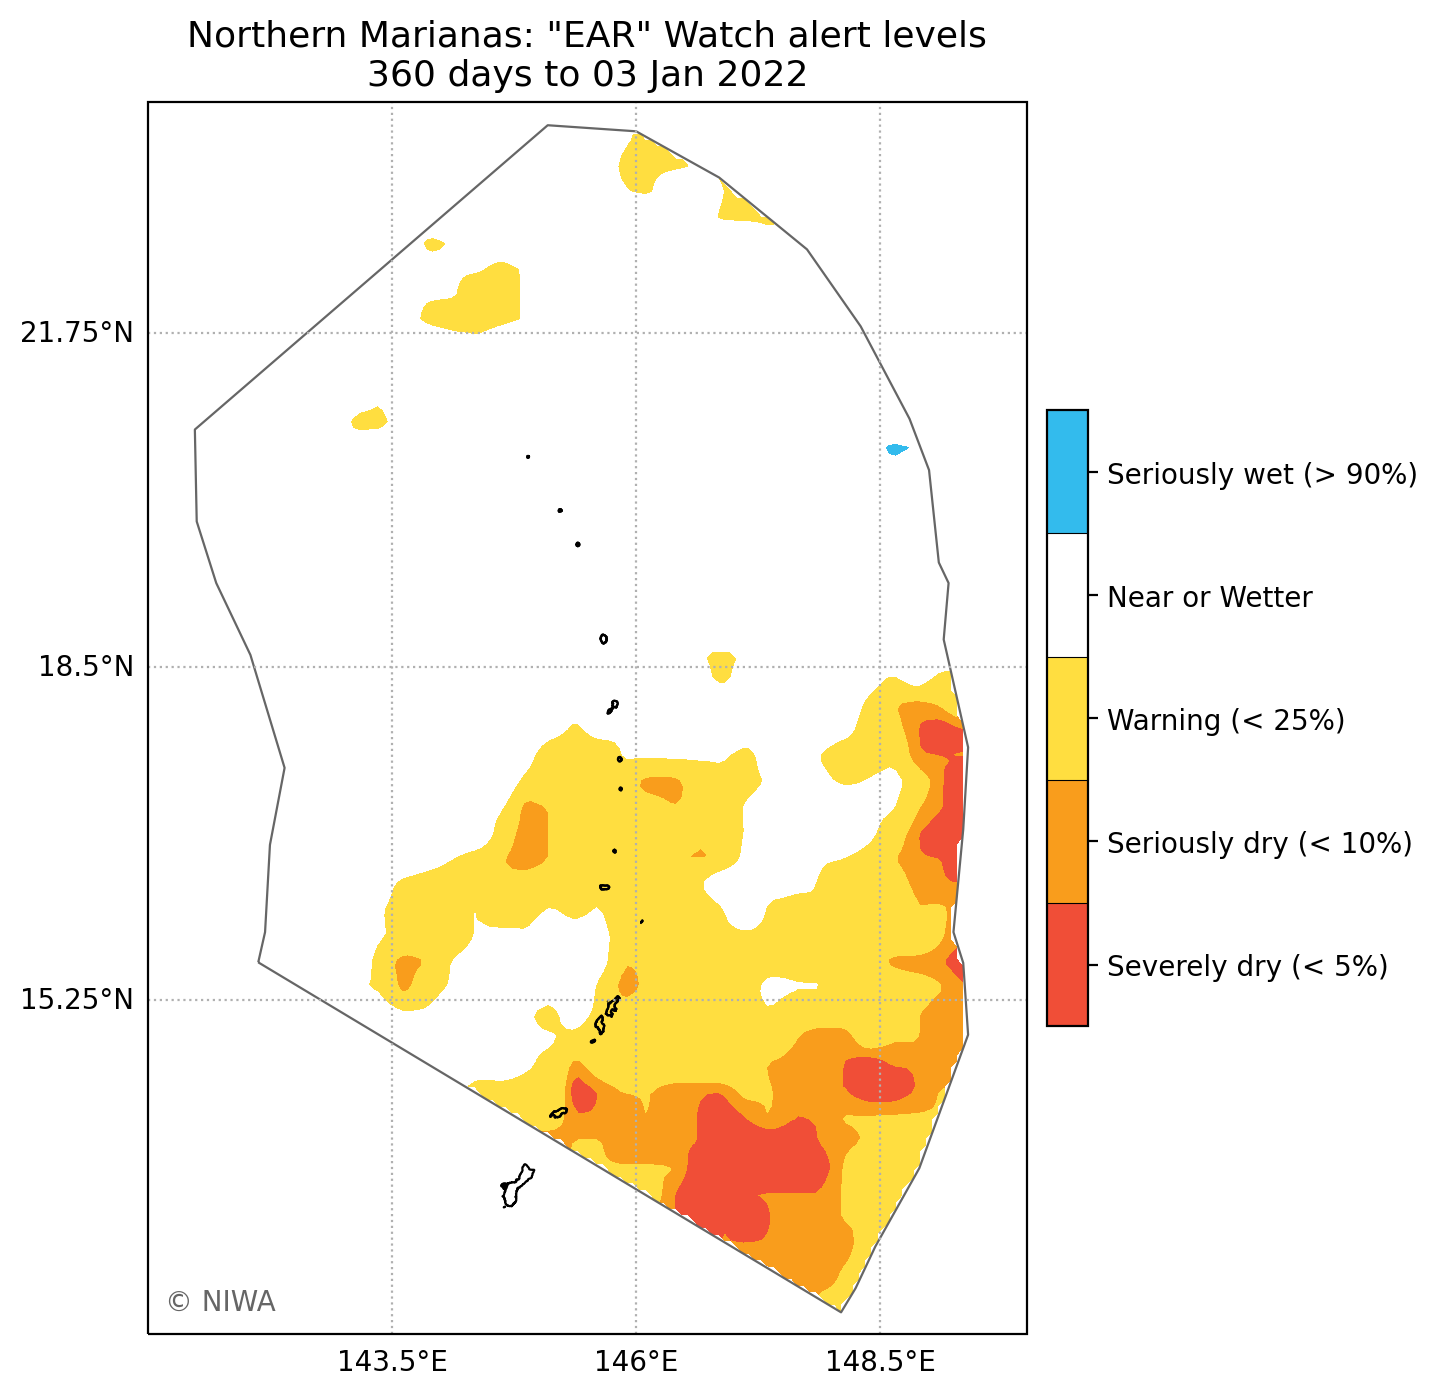 Northern Marianas: "EAR" Watch alert levels
360 days to 03 Jan 2022
21.75°N
18.5°N
15.25°N
143.5°E
146°E
148.5°E
Seriously wet (> 90%)
Near or Wetter
Warning (< 25%)
Seriously dry (< 10%)
Severely dry (< 5%)
© NIWA